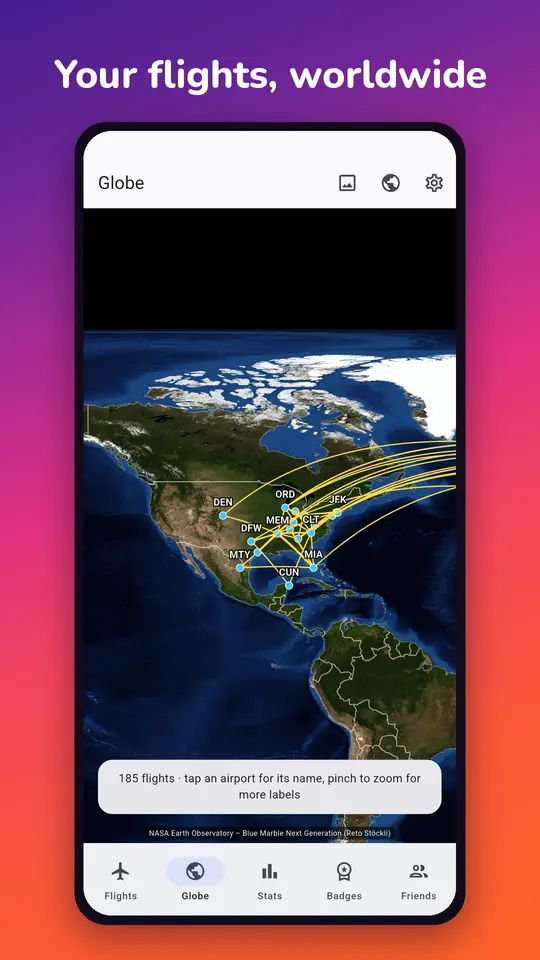 Your flights, worldwide
Globe
ORD
DEN
JFK
MEM
CLT
DFW
MTY
MIA
CUN
185 flights · tap an airport for its name, pinch to zoom for
more labels
NASA Earth Observatory – Blue Marble Next Generation (Reto Stöckli)
Flights
Globe
Stats
Badges
Friends